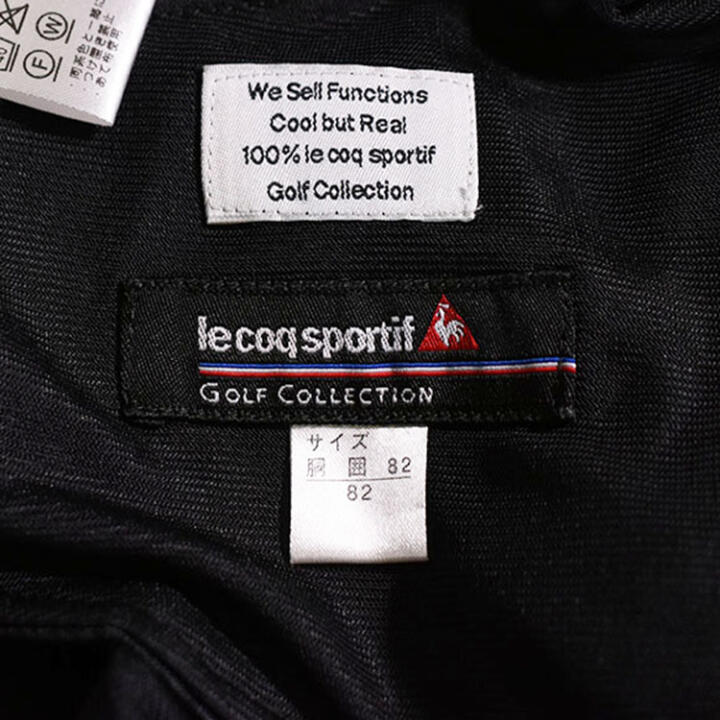 We Sell Functions
Cool but Real
100% le coq sportif
Golf Collection
le coq sportif
GOLF COLLECTION
サイズ
胴囲 82
82
F
W